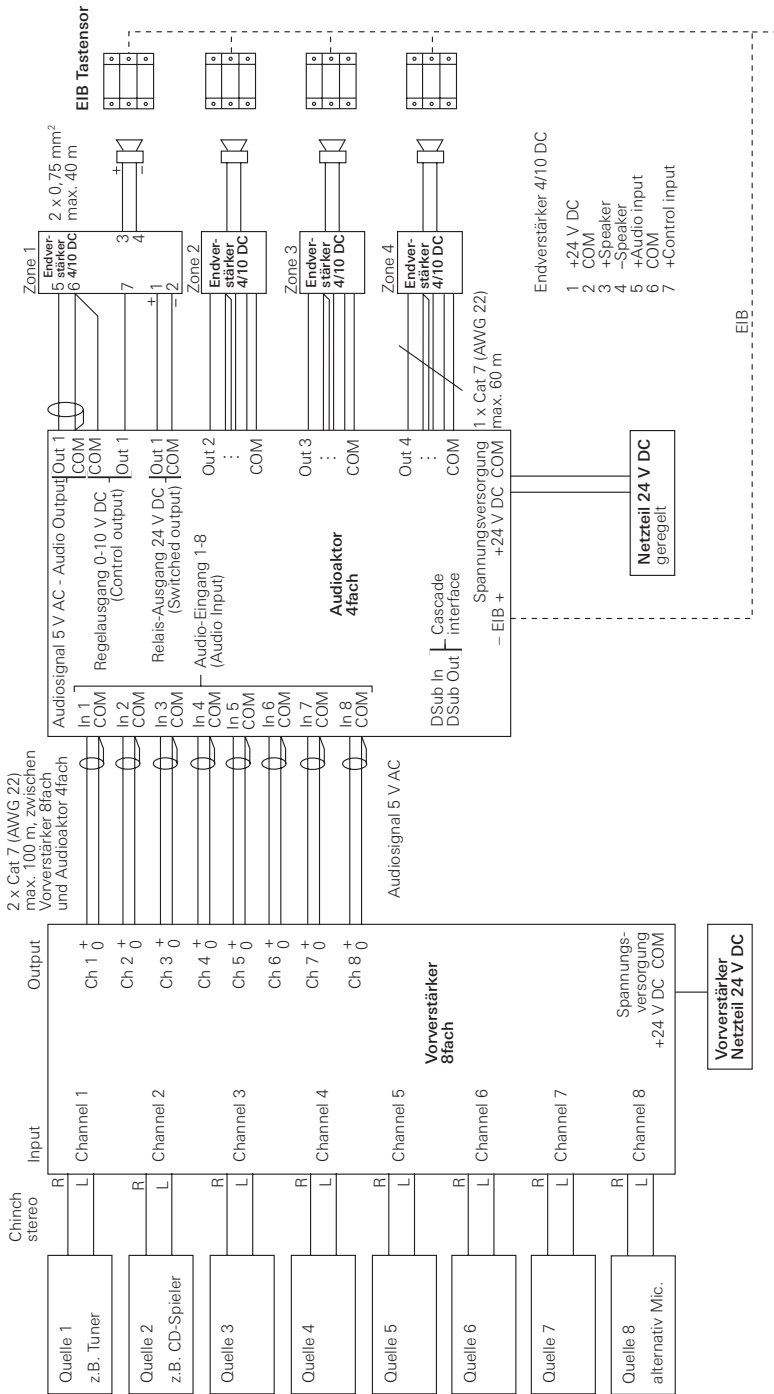 Chinch
stereo
Quelle 1
z.B. Tuner
Quelle 2
z.B. CD-Spieler
Quelle 3
Quelle 4
Quelle 5
Quelle 6
Quelle 7
Quelle 8
alternativ Mic.
R
L
R
L
R
L
R
L
R
L
R
L
R
L
R
L
Input
Output
Channel 1
Channel 2
Channel 3
Channel 4
Channel 5
Channel 6
Channel 7
Channel 8
Ch 1 +
0
Ch 2 +
0
Ch 3 +
0
Ch 4 +
0
Ch 5 +
0
Ch 6 +
0
Ch 7 +
0
Ch 8 +
0
Vorverstärker
8fach
Spannungs-
versorgung
+24 V DC COM
Vorverstärker
Netzteil 24 V DC
2 x Cat 7 (AWG 22)
max. 100 m, zwischen
Vorverstärker 8fach
und Audioaktor 4fach
Audiosignal 5 V AC
In 1
COM
In 2
COM
In 3
COM
In 4
COM
In 5
COM
In 6
COM
In 7
COM
In 8
COM
Audiosignal 5 V AC - Audio Output
Out 1
COM
COM
Regelausgang 0-10 V DC
(Control output)
Out 1
Relais-Ausgang 24 V DC
(Switched output)
Out 1
COM
Audio-Eingang 1-8
(Audio Input)
Out 2
:
:
COM
Out 3
:
:
COM
Out 4
:
:
COM
Audioaktor
4fach
DSub In
DSub Out
Cascade
interface
Spannungsversorgung
– EIB +
+24 V DC COM
Netzteil 24 V DC
geregelt
1 x Cat 7 (AWG 22)
max. 60 m
Zone 1
Endver-
stärker
4/10 DC
5
6
7
+ 1
– 2
3
4
2 x 0,75 mm²
max. 40 m
+
–
EIB Tastensor
Zone 2
Endver-
stärker
4/10 DC
Zone 3
Endver-
stärker
4/10 DC
Zone 4
Endver-
stärker
4/10 DC
Endverstärker 4/10 DC
1 +24 V DC
2 COM
3 +Speaker
4 –Speaker
5 +Audio input
6 COM
7 +Control input
EIB